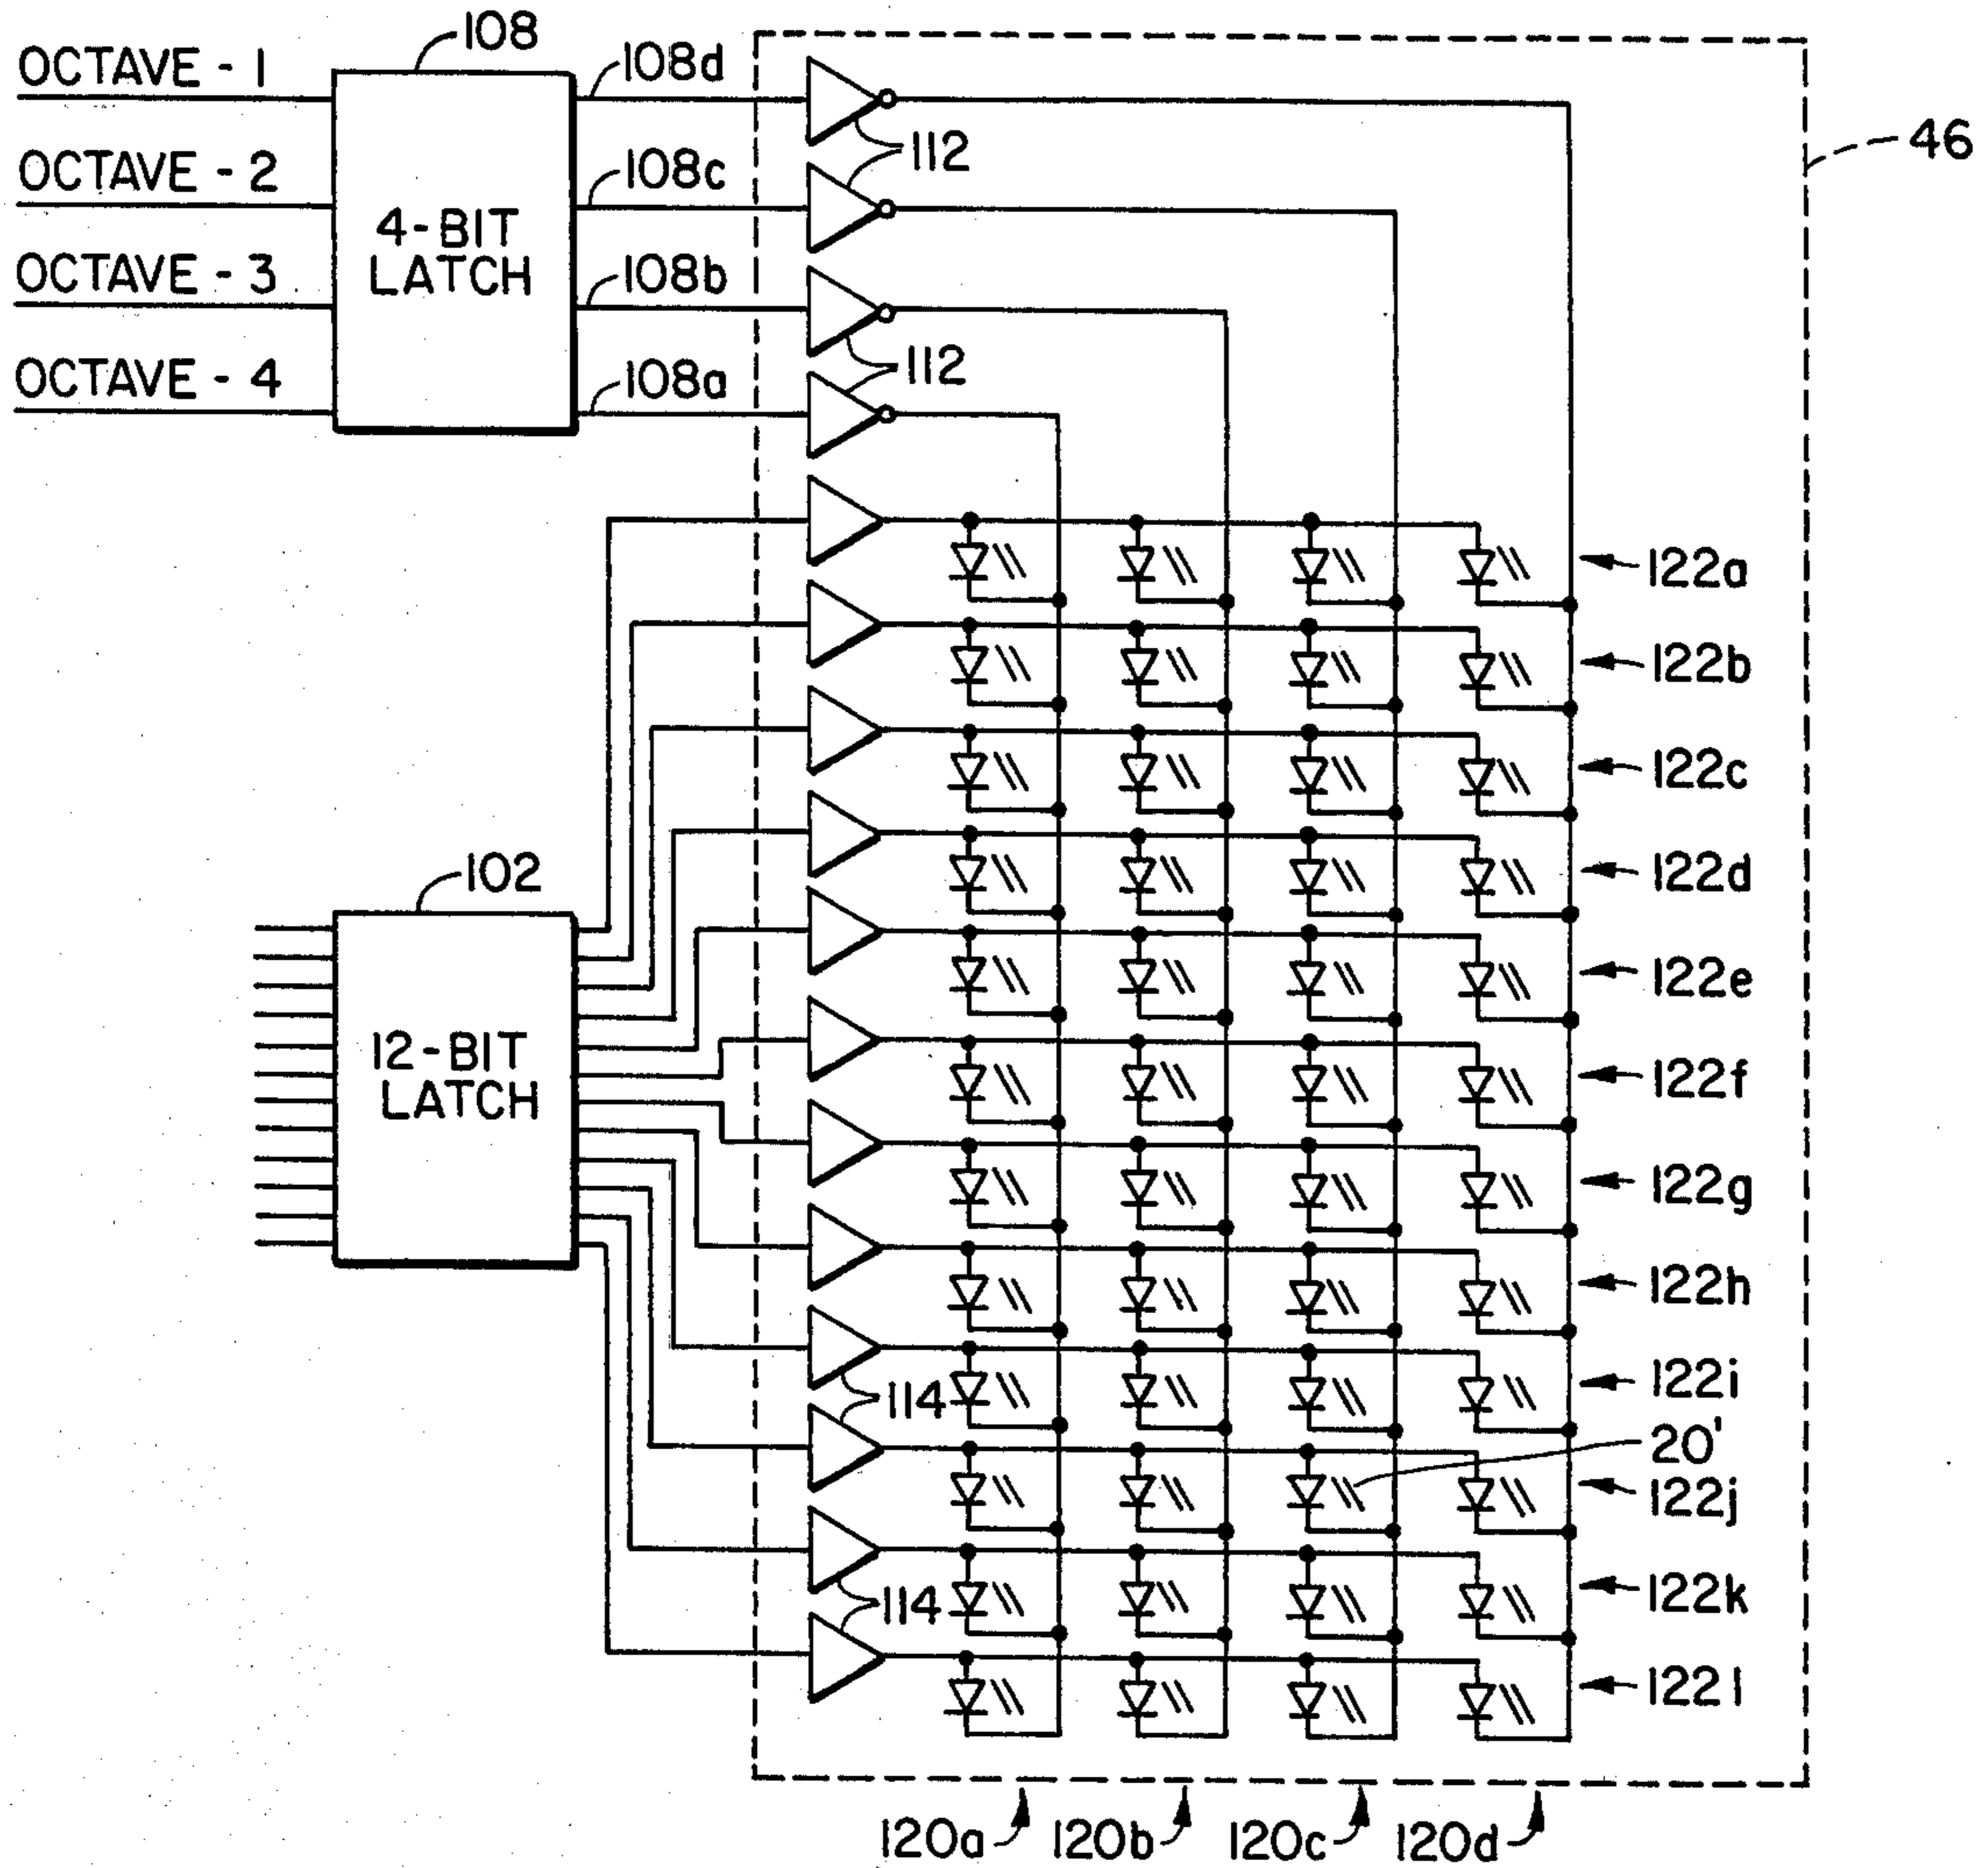 108
OCTAVE - 1
108d
112
46
OCTAVE - 2
108c
4-BIT
LATCH
OCTAVE - 3
108b
112
OCTAVE - 4
108a
122a
122b
122c
102
122d
122e
12-BIT
LATCH
122f
122g
122h
122i
114
20'
122j
114
122k
122l
120a
120b
120c
120d